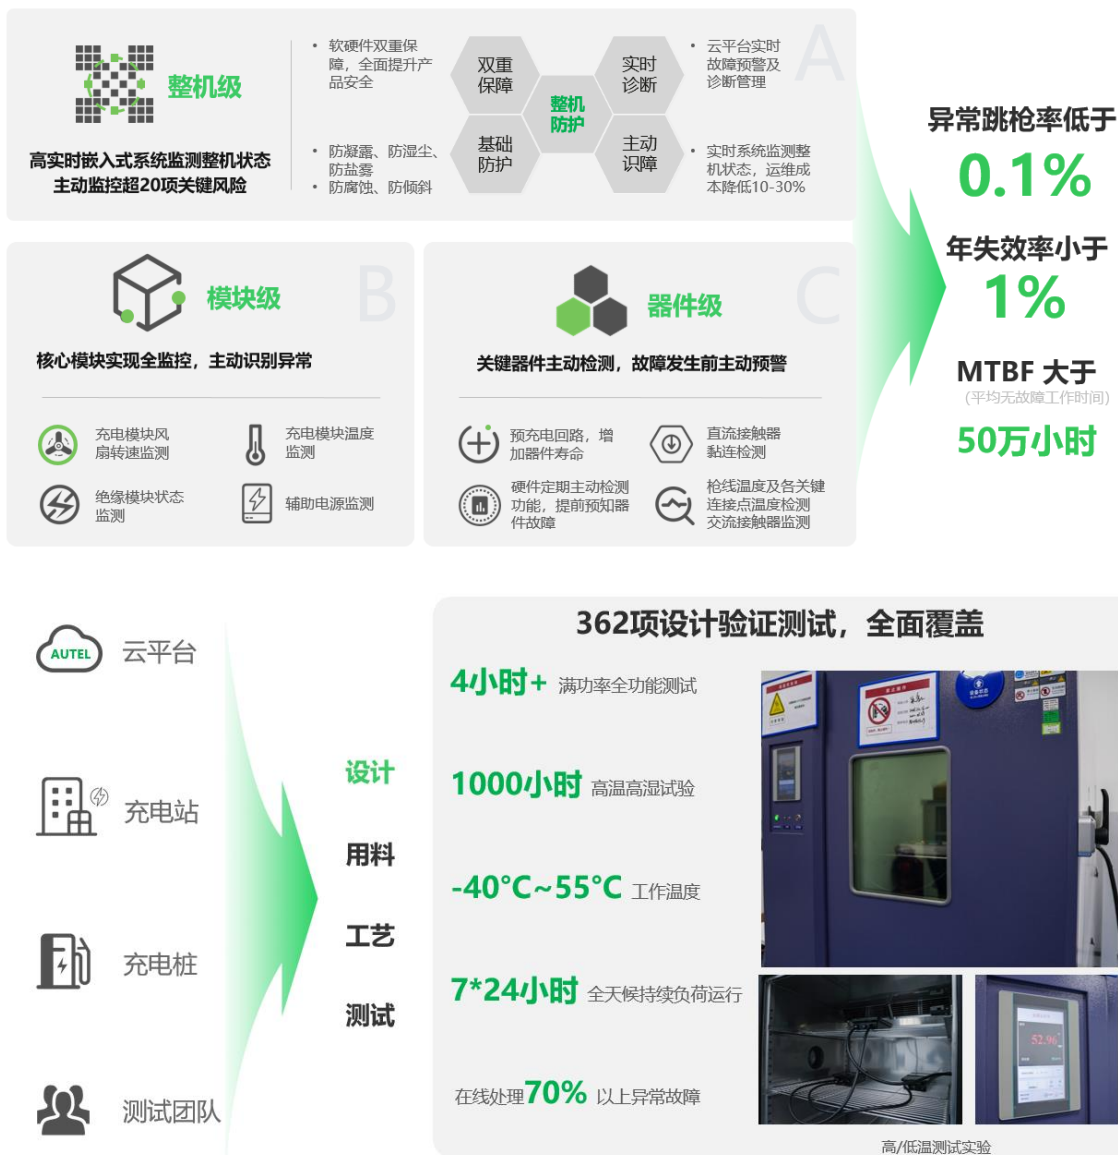 A
整机级
高实时嵌入式系统监测整机状态
主动监控超20项关键风险
• 软硬件双重保
障，全面提升产
品安全
• 防凝露、防湿尘、
防盐雾
• 防腐蚀、防倾斜
双重
保障
实时
诊断
整机
防护
基础
防护
主动
识障
• 云平台实时
故障预警及
诊断管理
• 实时系统监测整
机状态，运维成
本降低10-30%
B
模块级
核心模块实现全监控，主动识别异常
充电模块风
扇转速监测
充电模块温度
监测
绝缘模块状态
监测
辅助电源监测
C
器件级
关键器件主动检测，故障发生前主动预警
预充电回路，增
加器件寿命
直流接触器
黏连检测
硬件定期主动检测
功能，提前预知器
件故障
枪线温度及各关键
连接点温度检测
交流接触器监测
异常跳枪率低于
0.1%
年失效率小于
1%
MTBF 大于
(平均无故障工作时间)
50万小时
AUTEL
云平台
充电站
充电桩
测试团队
设计
用料
工艺
测试
362项设计验证测试，全面覆盖
4小时+ 满功率全功能测试
1000小时 高温高湿试验
-40°C~55°C 工作温度
7*24小时 全天候持续负荷运行
在线处理70% 以上异常故障
52.96
高/低温测试实验